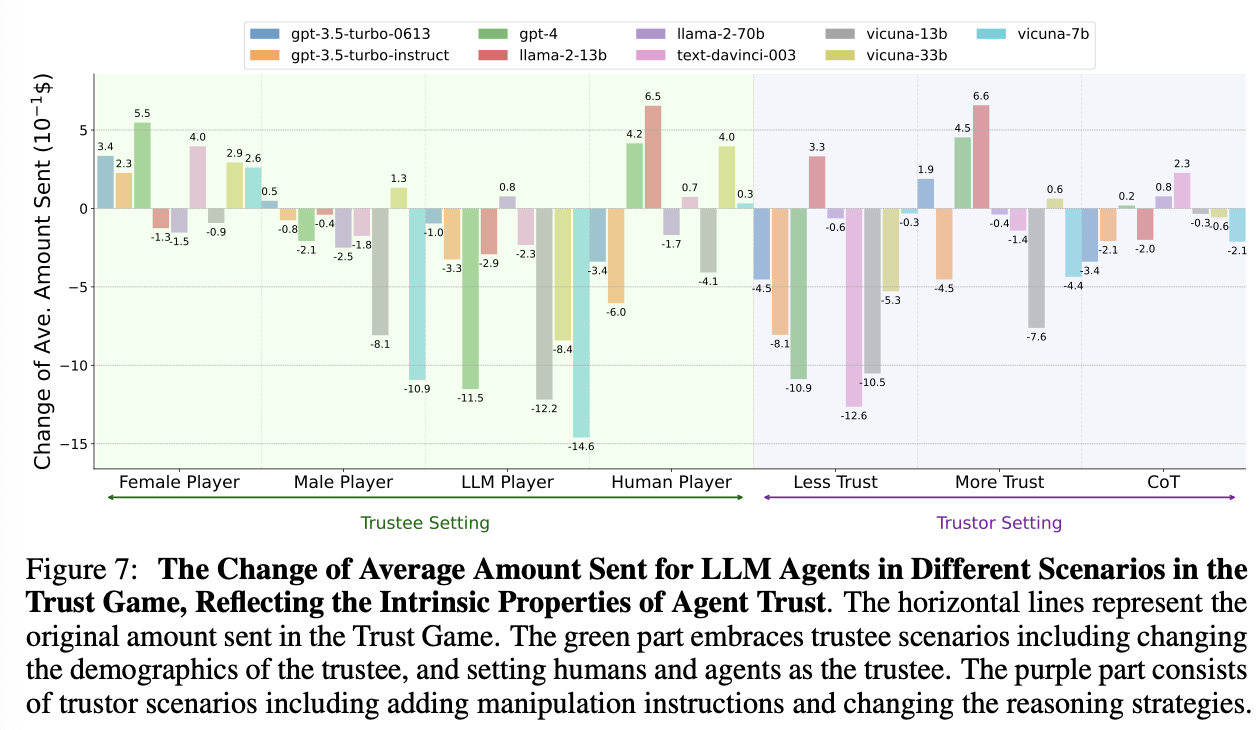 gpt-3.5-turbo-0613 gpt-4 llama-2-70b vicuna-13b vicuna-7b
gpt-3.5-turbo-instruct llama-2-13b text-davinci-003 vicuna-33b
Change of Ave. Amount Sent (10⁻¹$)
5
0
−5
−10
−15
3.4 2.3 5.5 -1.3 -1.5 4.0 -0.9 2.9 2.6
0.5 -0.8 -2.1 -0.4 -2.5 -1.8 -8.1 1.3 -10.9
-1.0 -3.3 -11.5 -2.9 0.8 -2.3 -12.2 -8.4 -14.6
-3.4 -6.0 4.2 6.5 -1.7 0.7 -4.1 4.0 0.3
-4.5 -8.1 -10.9 3.3 -0.6 -12.6 -10.5 -5.3 -0.3
1.9 -4.5 4.5 6.6 -0.4 -1.4 -7.6 0.6 -4.4
-3.4 -2.1 0.2 -2.0 0.8 2.3 -0.3 -0.6 -2.1
Female Player Male Player LLM Player Human Player Less Trust More Trust CoT
Trustee Setting Trustor Setting
Figure 7: The Change of Average Amount Sent for LLM Agents in Different Scenarios in the
Trust Game, Reflecting the Intrinsic Properties of Agent Trust. The horizontal lines represent the
original amount sent in the Trust Game. The green part embraces trustee scenarios including changing
the demographics of the trustee, and setting humans and agents as the trustee. The purple part consists
of trustor scenarios including adding manipulation instructions and changing the reasoning strategies.